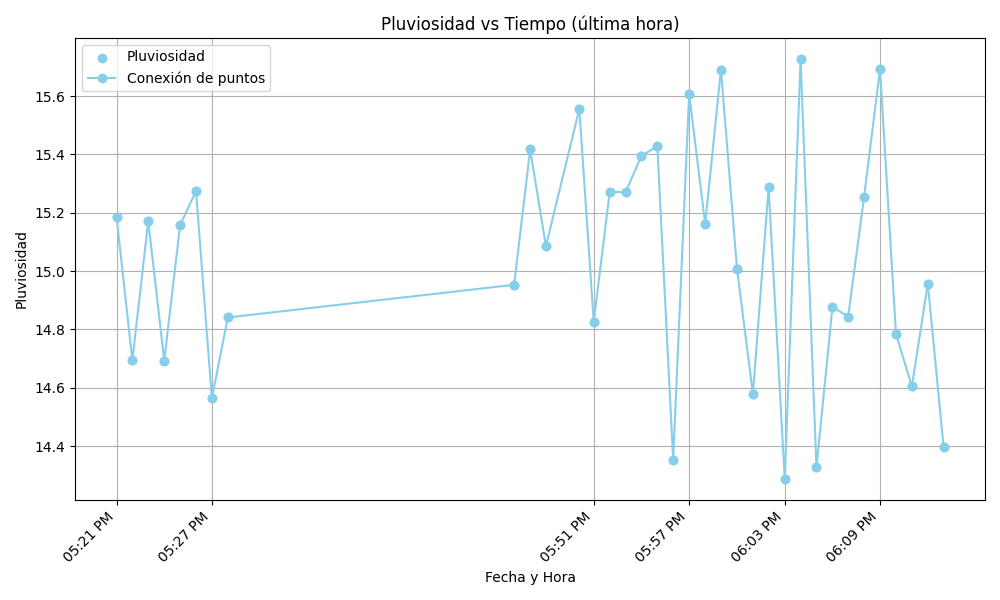 Pluviosidad vs Tiempo (última hora)
Pluviosidad
Conexión de puntos
15.6
15.4
15.2
15.0
14.8
14.6
14.4
Pluviosidad
05:21 PM
05:27 PM
05:51 PM
05:57 PM
06:03 PM
06:09 PM
Fecha y Hora